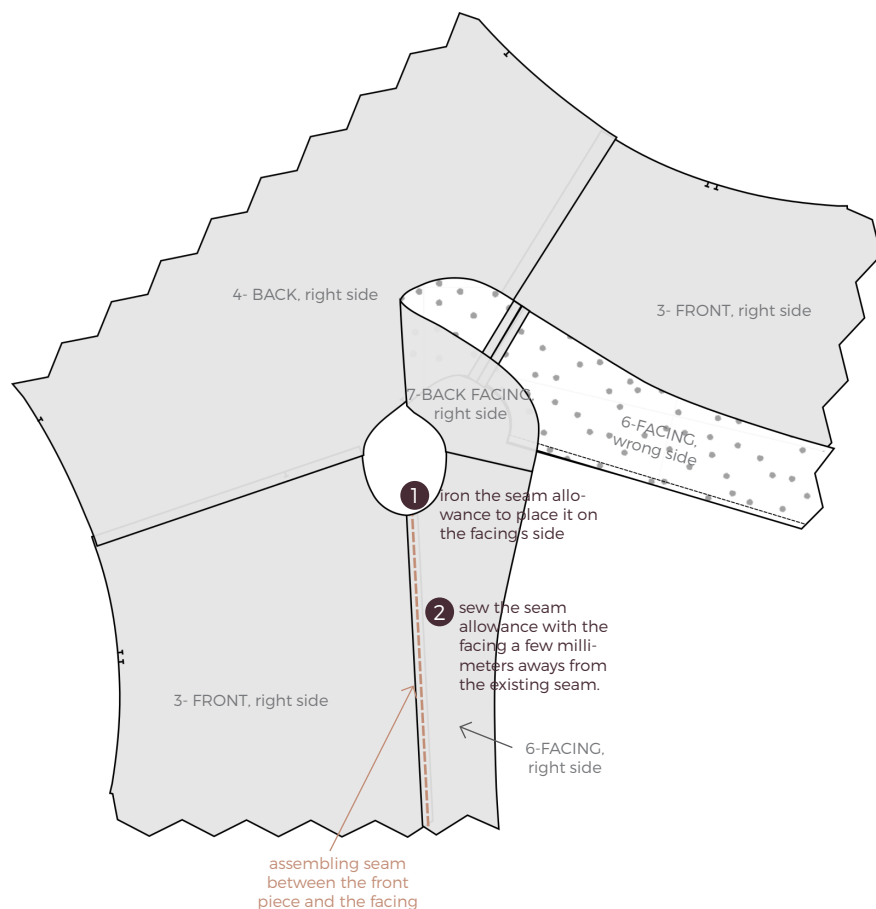 4- BACK, right side
3- FRONT, right side
7-BACK FACING,
right side
6-FACING,
wrong side
1
iron the seam allo-
wance to place it on
the facing's side
2
sew the seam
allowance with the
facing a few milli-
meters aways from
the existing seam.
3- FRONT, right side
6-FACING,
right side
assembling seam
between the front
piece and the facing